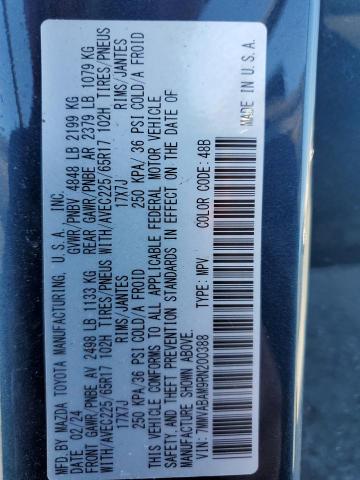 MFD. BY MAZDA TOYOTA MANUFACTURING, U.S.A. INC.
DATE 02/24 GVWR/PNBV 4848 LB 2199 KG
FRONT GAWR/PNBE AV 2498 LB 1133 KG REAR GAWR/PNBE AR 2379 LB 1079 KG
WITH/AVEC225/65R17 102H TIRES/PNEUS WITH/AVEC225/65R17 102H TIRES/PNEUS
17X7J RIMS/JANTES 17X7J RIMS/JANTES
250 KPA/36 PSI COLD/A FROID 250 KPA/ 36 PSI COLD/A FROID
THIS VEHICLE CONFORMS TO ALL APPLICABLE FEDERAL MOTOR VEHICLE
SAFETY AND THEFT PREVENTION STANDARDS IN EFFECT ON THE DATE OF
MANUFACTURE SHOWN ABOVE.
7MMVABAM9RN200388 TYPE: MPV COLOR CODE: 48B
MADE IN U.S.A.